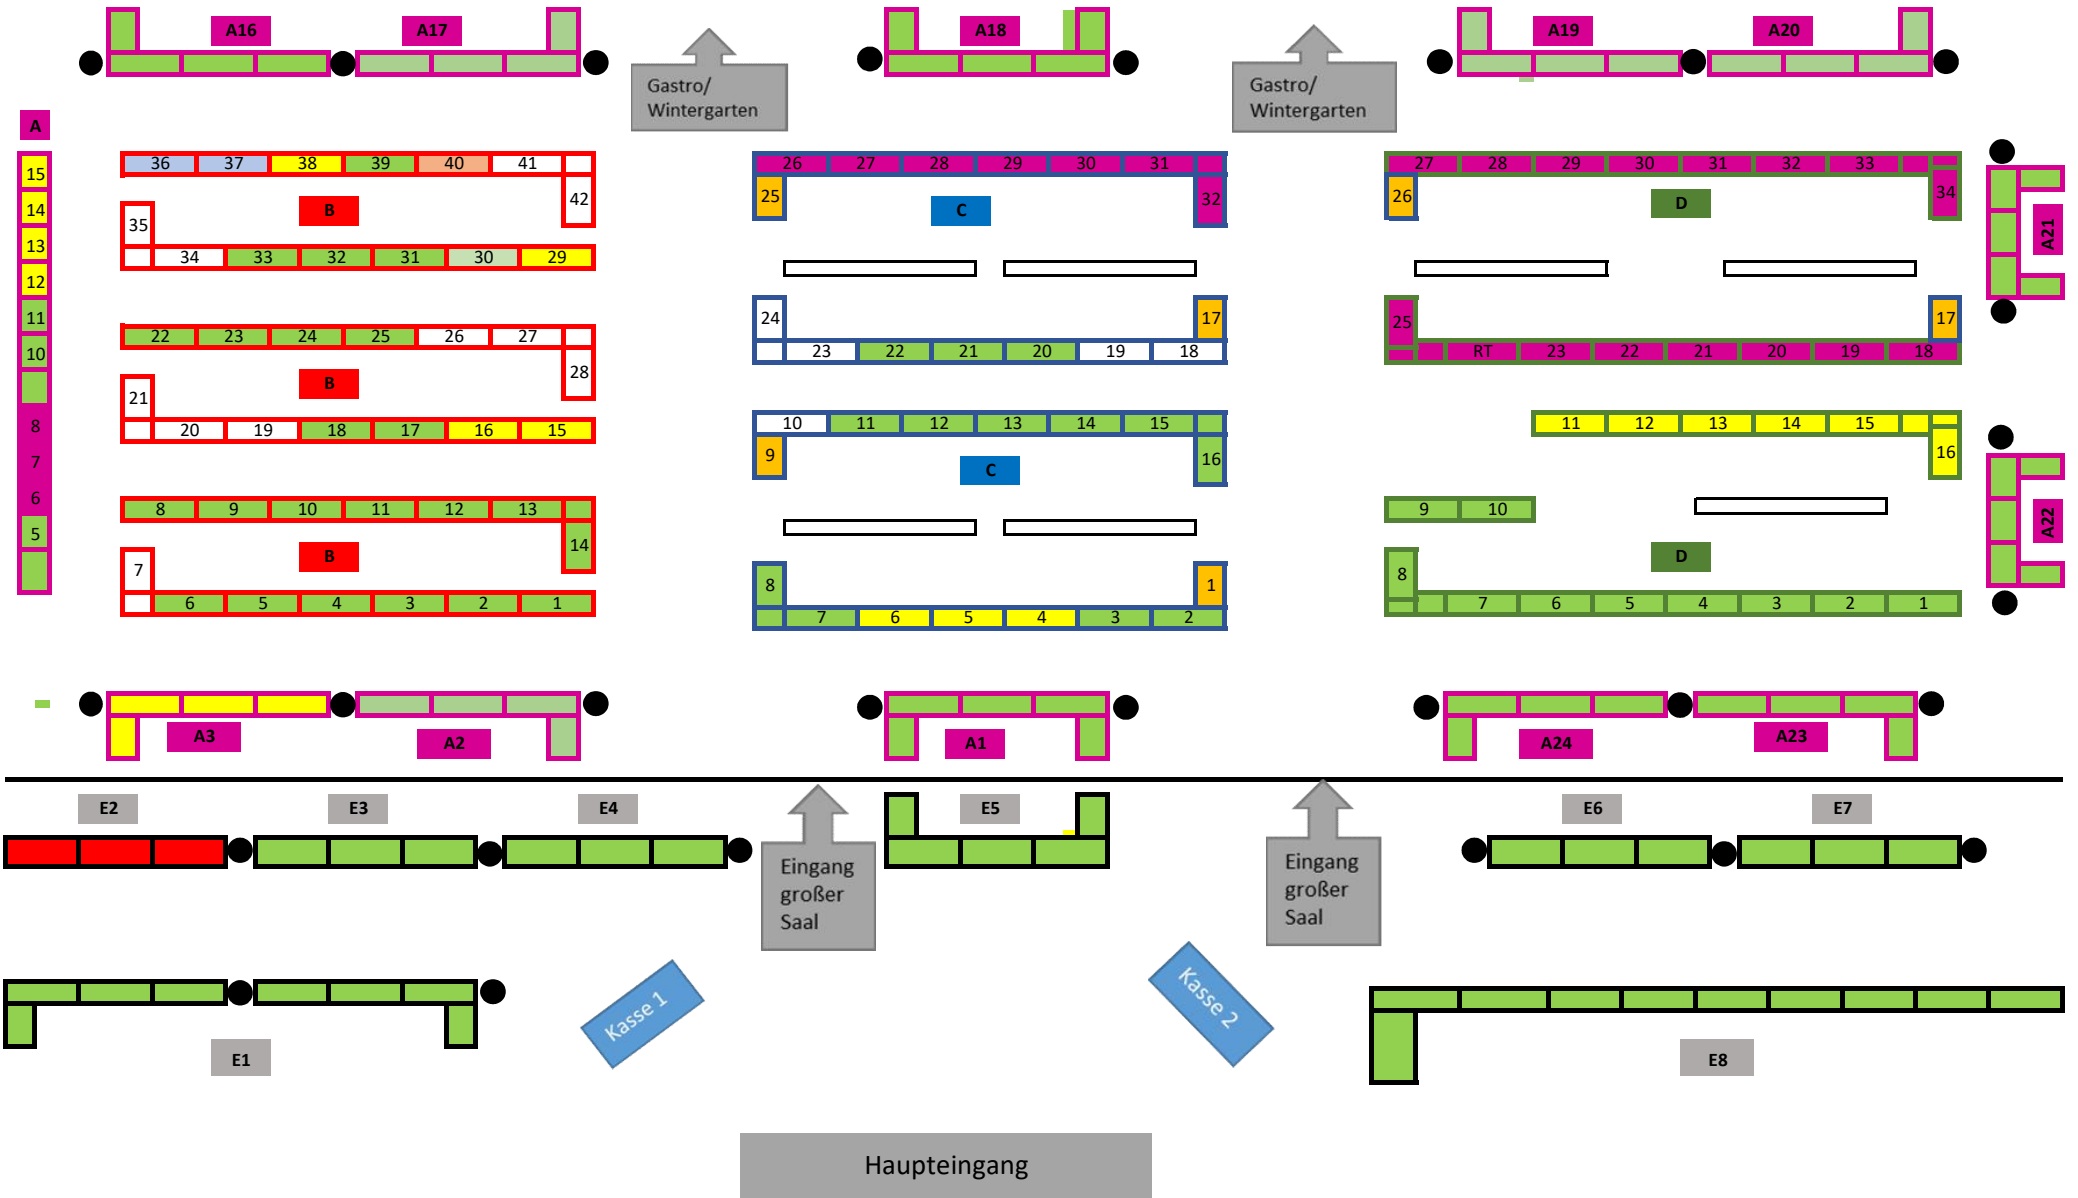 A16 A17 A18 A19 A20
Gastro/
Wintergarten
Gastro/
Wintergarten
A
15
14
13
12
11
10
8
7
6
5
36 37 38 39 40 41
42
B
35
34 33 32 31 30 29
22 23 24 25 26 27
28
B
21
20 19 18 17 16 15
8 9 10 11 12 13
14
B
7
6 5 4 3 2 1
26 27 28 29 30 31
25
32
C
24
17
23 22 21 20 19 18
10 11 12 13 14 15
9
16
C
8
1
7 6 5 4 3 2
27 28 29 30 31 32 33
26
34
D
25
17
RT 23 22 21 20 19 18
11 12 13 14 15
16
9 10
D
8
7 6 5 4 3 2 1
A21
A22
A3 A2 A1 A24 A23
E2 E3 E4 E5 E6 E7
Eingang
großer
Saal
Eingang
großer
Saal
Kasse 1
Kasse 2
E1
E8
Haupteingang